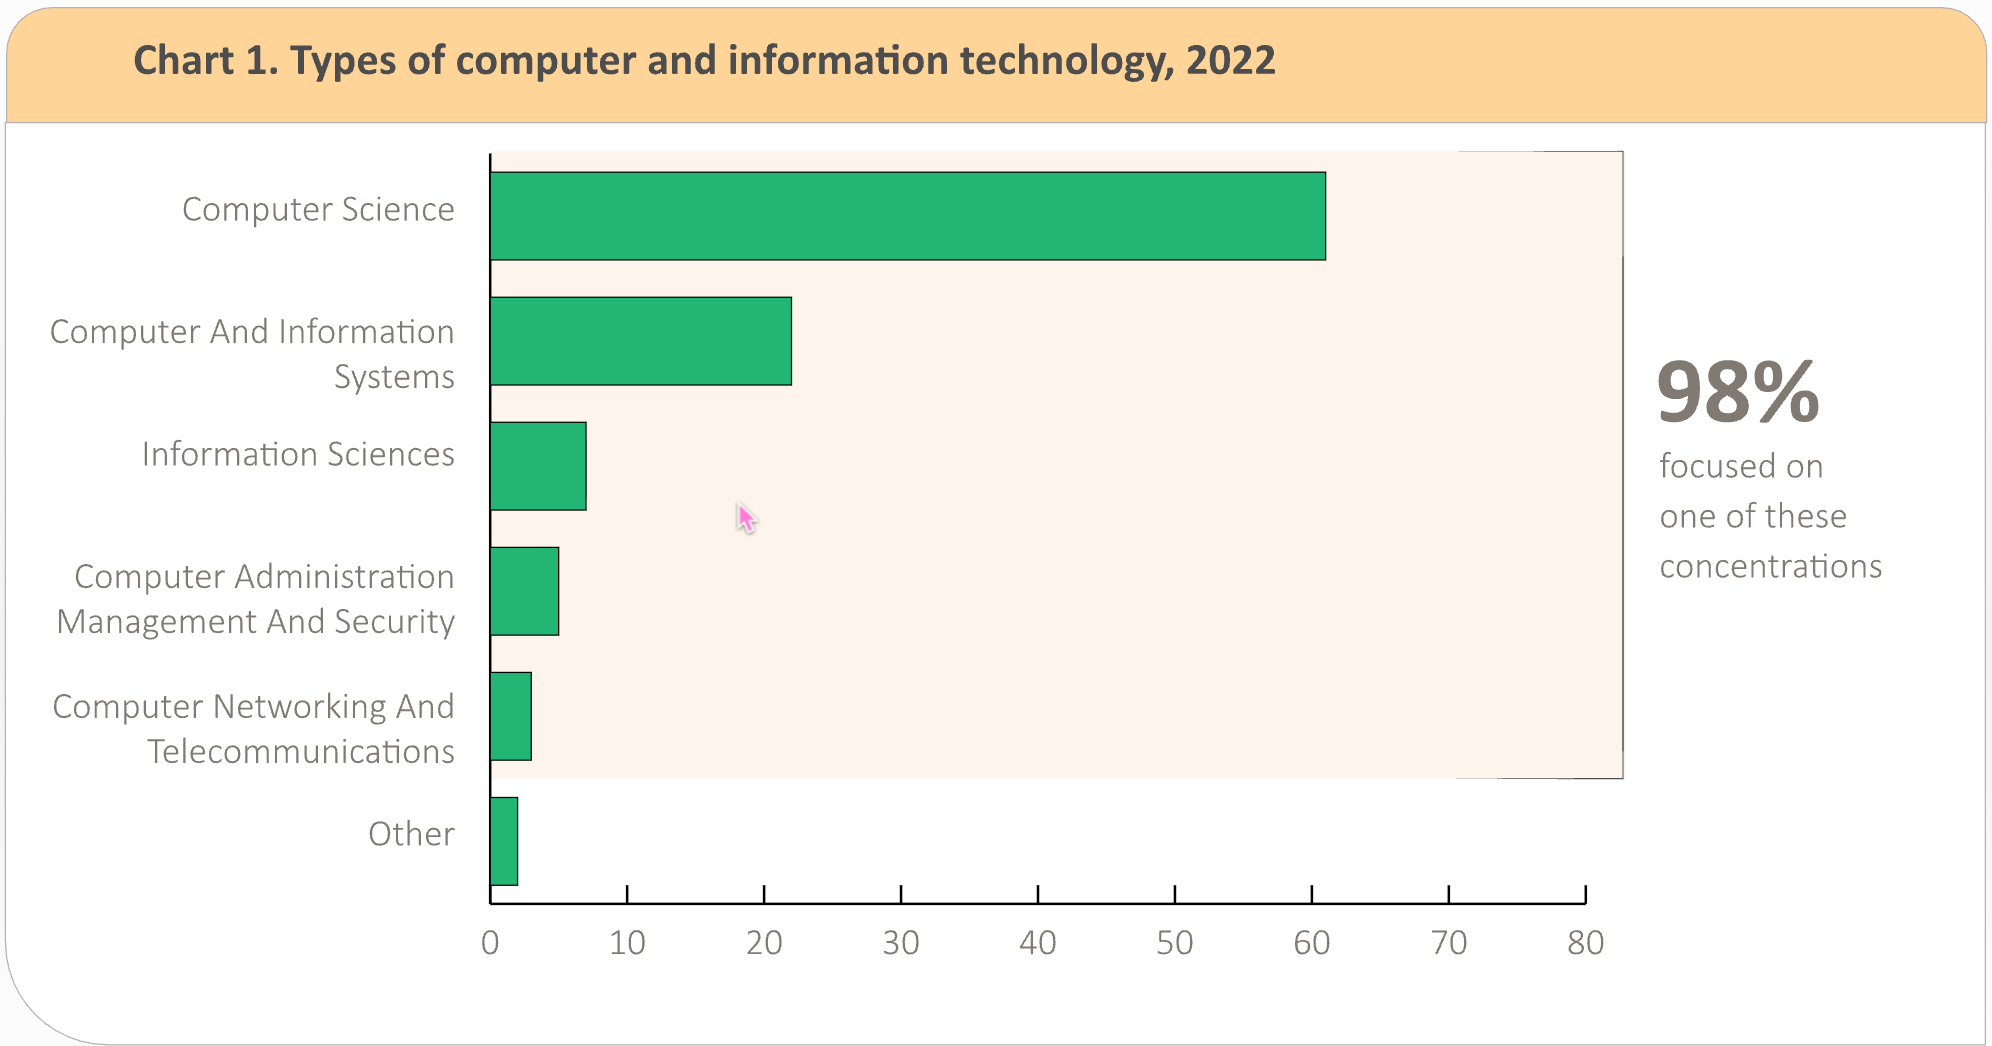 Chart 1. Types of computer and information technology, 2022
Computer Science
Computer And Information
Systems
Information Sciences
Computer Administration
Management And Security
Computer Networking And
Telecommunications
Other
98%
focused on
one of these
concentrations
0 10 20 30 40 50 60 70 80